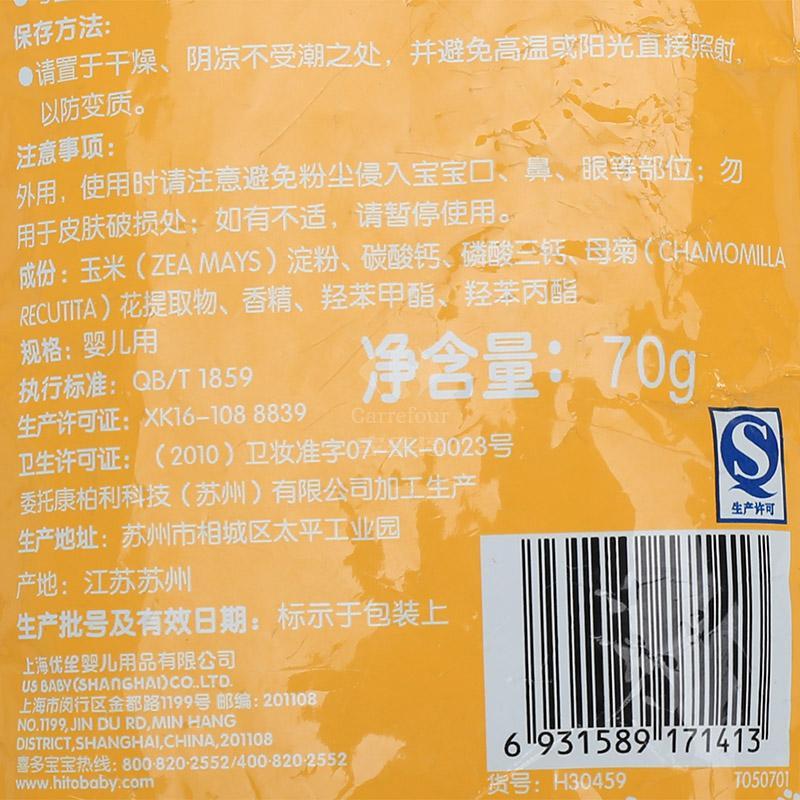 保存方法:
●请置于干燥、阴凉不受潮之处，并避免高温或阳光直接照射，
以防变质。
注意事项:
外用，使用时请注意避免粉尘侵入宝宝口、鼻、眼等部位；勿
用于皮肤破损处；如有不适，请暂停使用。
成份: 玉米（ZEA MAYS）淀粉、碳酸钙、磷酸三钙、母菊（CHAMOMILLA
RECUTITA）花提取物、香精、羟苯甲酯、羟苯丙酯
规格: 婴儿用
净含量: 70g
执行标准: QB/T 1859
生产许可证: XK16-108 8839
Carrefour
卫生许可证:（2010）卫妆准字07-XK-0023号
委托康柏利科技（苏州）有限公司加工生产
生产许可
生产地址: 苏州市相城区太平工业园
产地: 江苏苏州
生产批号及有效日期: 标示于包装上
上海优生婴儿用品有限公司
US BABY(SHANGHAI)CO.,LTD.
上海市闵行区金都路1199号 邮编: 201108
NO.1199,JIN DU RD,MIN HANG
DISTRICT,SHANGHAI,CHINA,201108
喜多宝宝热线: 800-820-2552/400-820-2552
www.hitobaby.com
6 931589 171413
货号: H30459
T050701